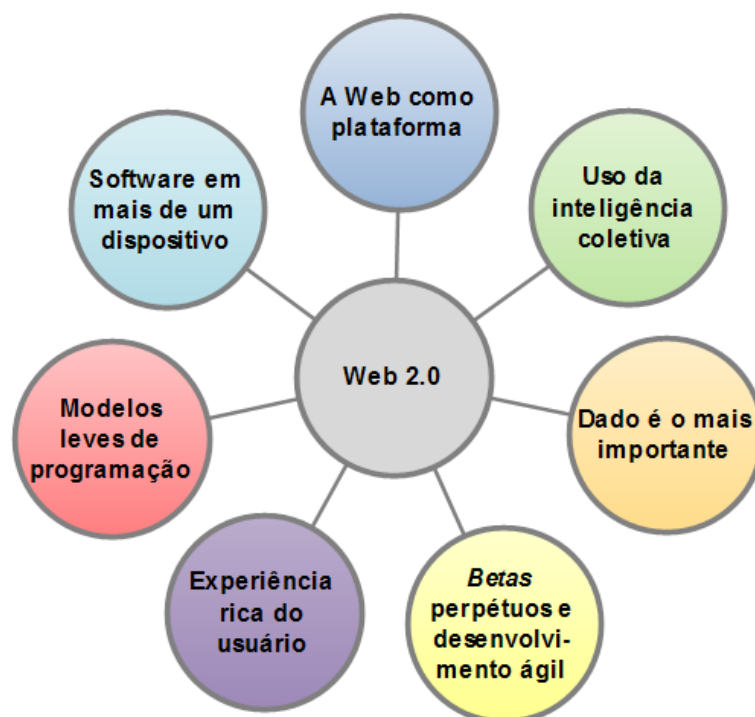 A Web como
plataforma
Uso da
inteligência
coletiva
Dado é o mais
importante
Betas
perpétuos e
desenvolvi-
mento ágil
Experiência
rica do
usuário
Modelos
leves de
programação
Software em
mais de um
dispositivo
Web 2.0